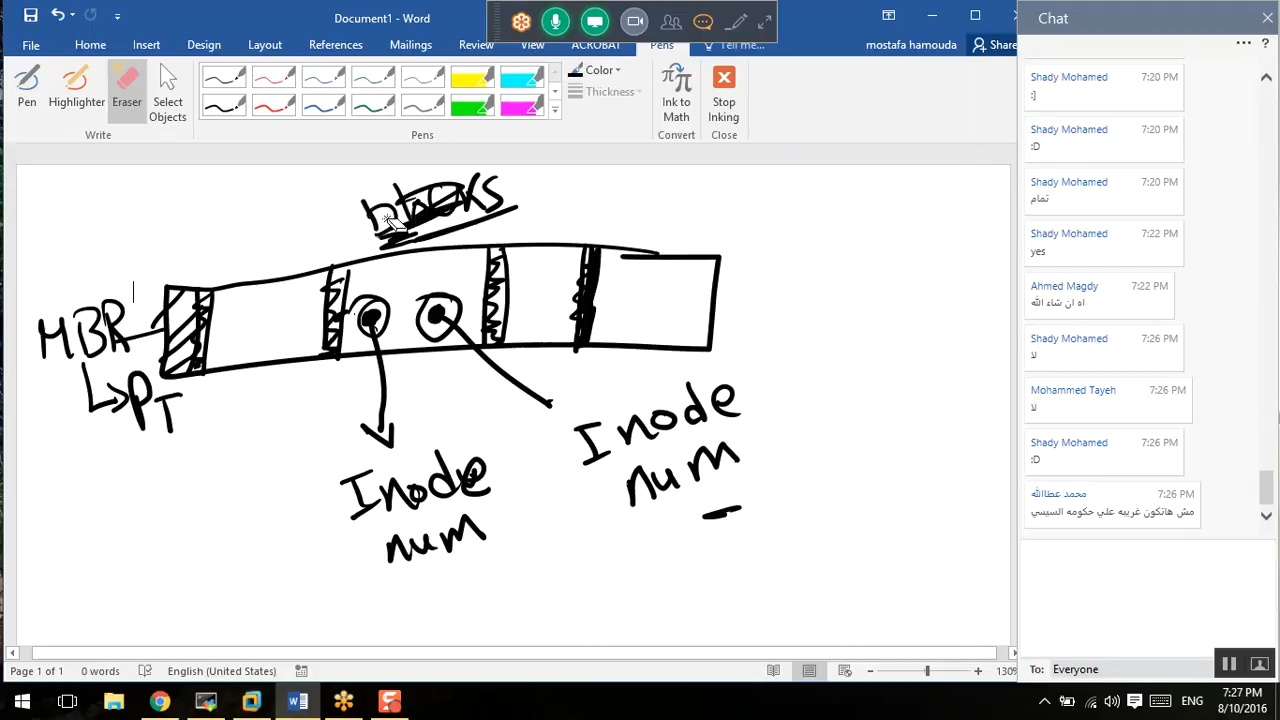 Document1 - Word
mostafa hamouda
Share
File
Home
Insert
Design
Layout
References
Mailings
Review
View
ACROBAT
Pens
Tell me...
Pen
Highlighter
Eraser
Select Objects
Color
Thickness
Ink to Math
Stop Inking
Write
Pens
Convert
Close
MBR
PT
Inode
num
Inode
num
Page 1 of 1
0 words
English (United States)
130%
Chat
Shady Mohamed 7:20 PM
:]
Shady Mohamed 7:20 PM
:D
Shady Mohamed 7:20 PM
تمام
Shady Mohamed 7:22 PM
yes
Ahmed Magdy 7:22 PM
اه ان شاء الله
Shady Mohamed 7:26 PM
لا
Mohammed Tayeh 7:26 PM
لا
Shady Mohamed 7:26 PM
:D
محمد عطاالله 7:26 PM
مش هاتكون غريبه علي حكومه السيسي
To: Everyone
ENG
7:27 PM
8/10/2016